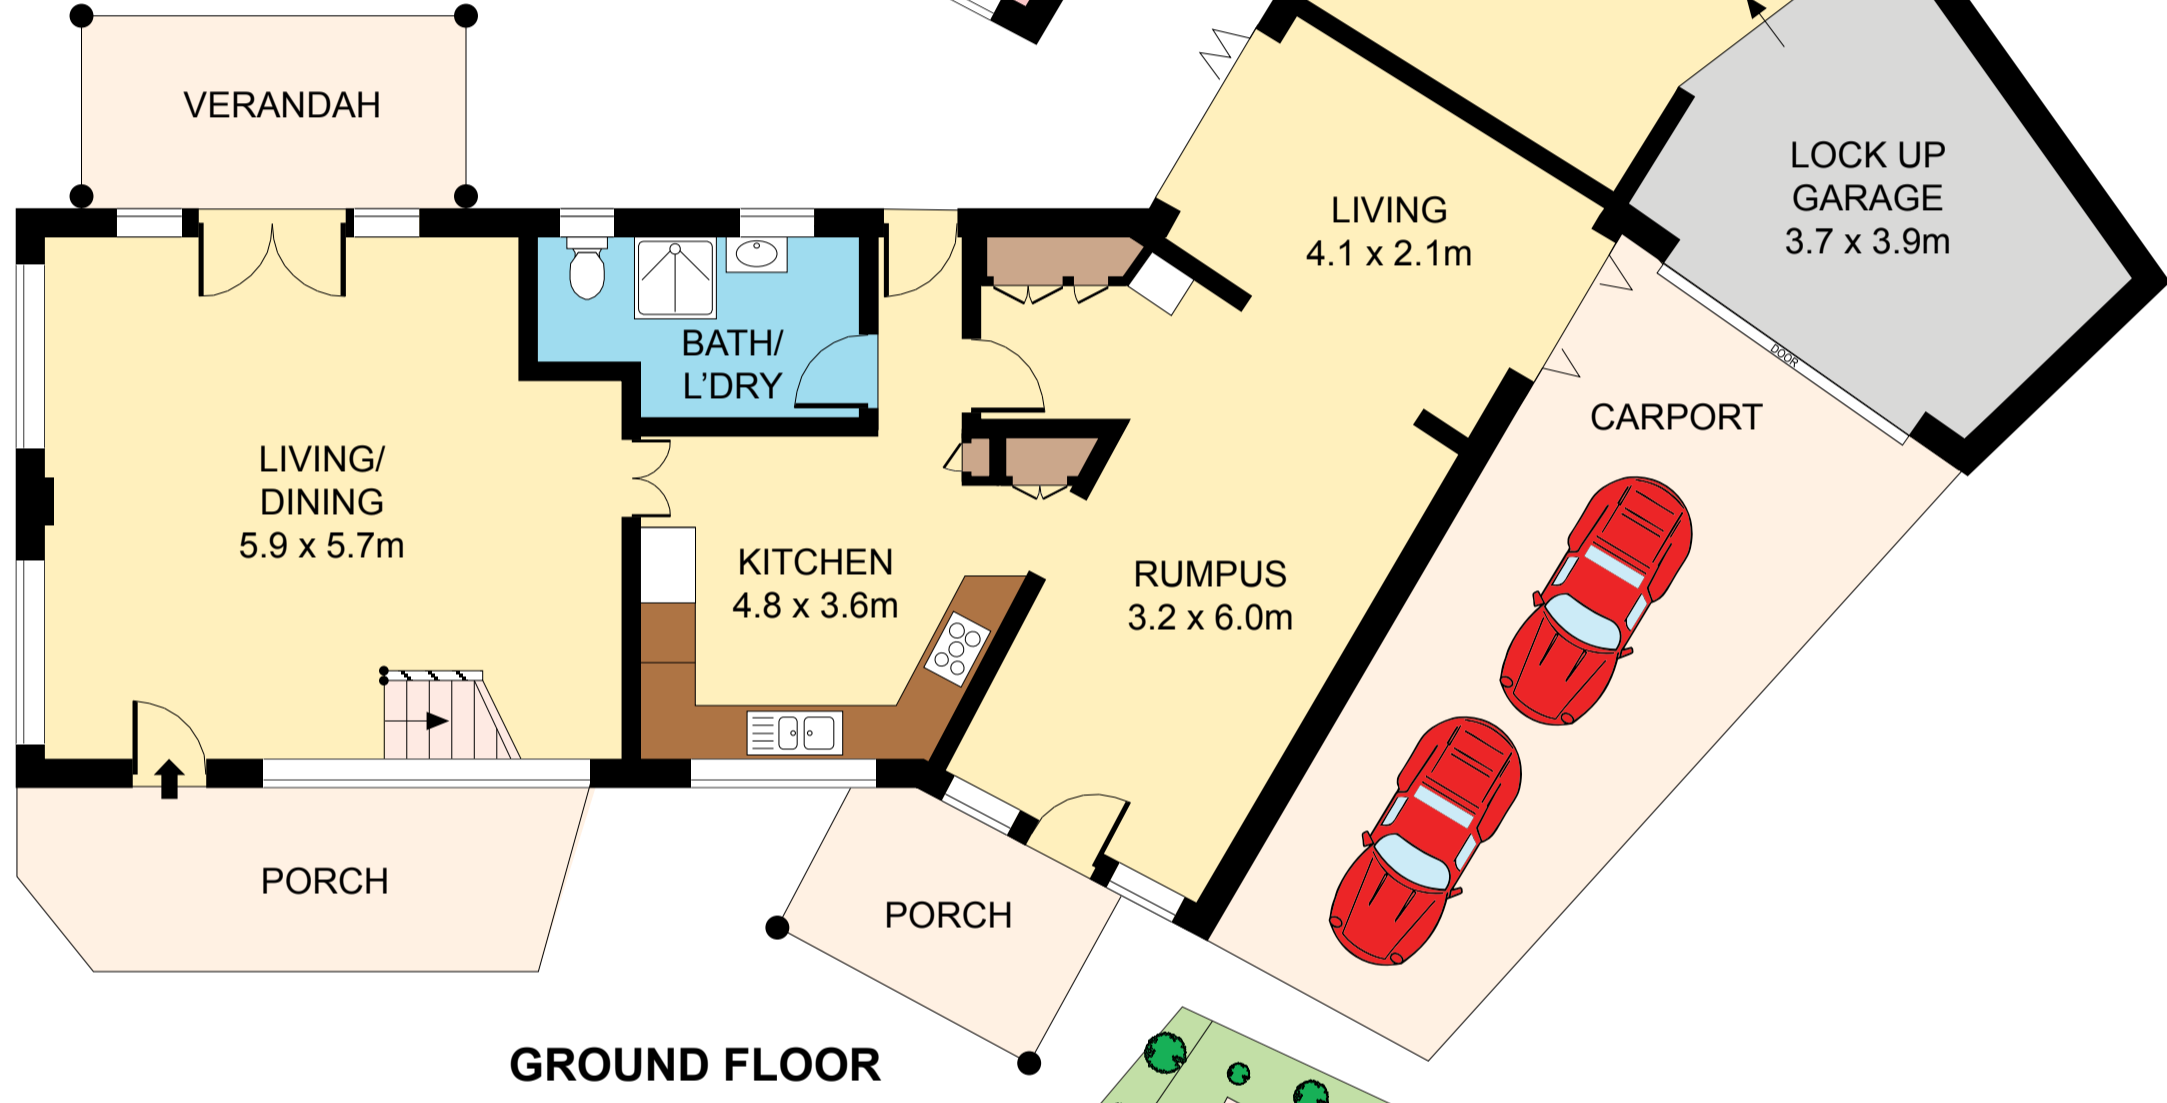 VERANDAH
LIVING
4.1 x 2.1m
LOCK UP
GARAGE
3.7 x 3.9m
BATH/
L'DRY
DOOR
CARPORT
LIVING/
DINING
5.9 x 5.7m
KITCHEN
4.8 x 3.6m
RUMPUS
3.2 x 6.0m
PORCH
PORCH
GROUND FLOOR